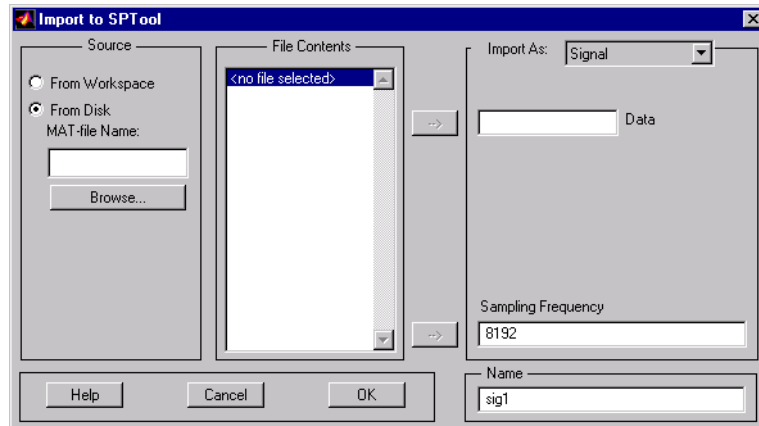 Import to SPTool
Source
From Workspace
From Disk
MAT-file Name:
Browse...
File Contents
<no file selected>
-->
-->
Import As:
Signal
Data
Sampling Frequency
8192
Help
Cancel
OK
Name
sig1